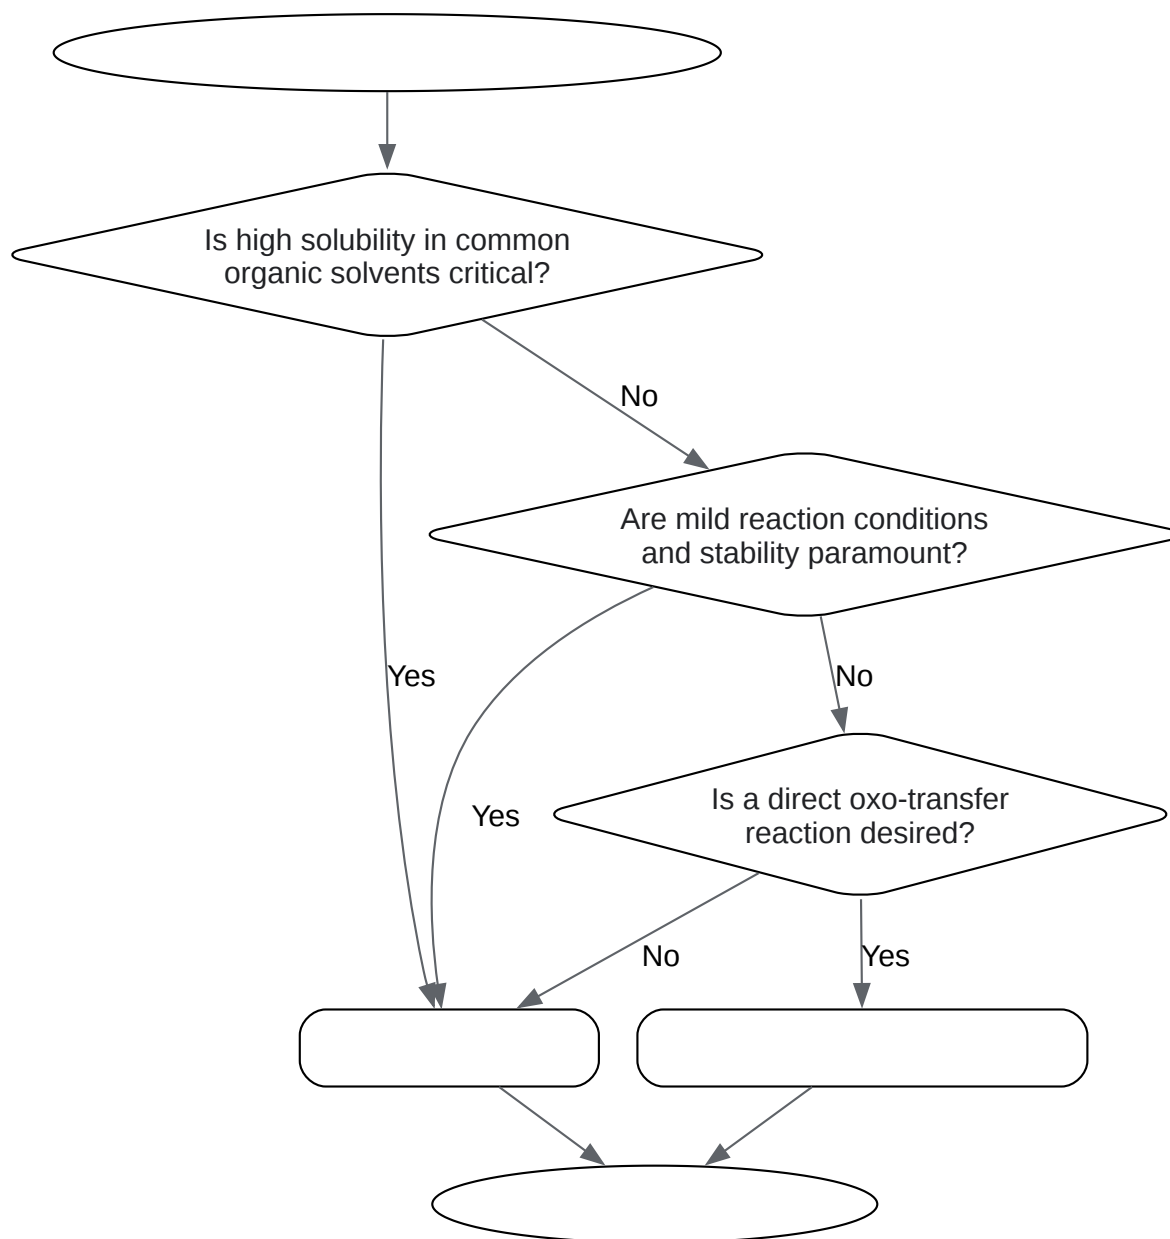 Is high solubility in common
organic solvents critical?
No
Are mild reaction conditions
and stability paramount?
Yes
No
Is a direct oxo-transfer
reaction desired?
Yes
No
Yes